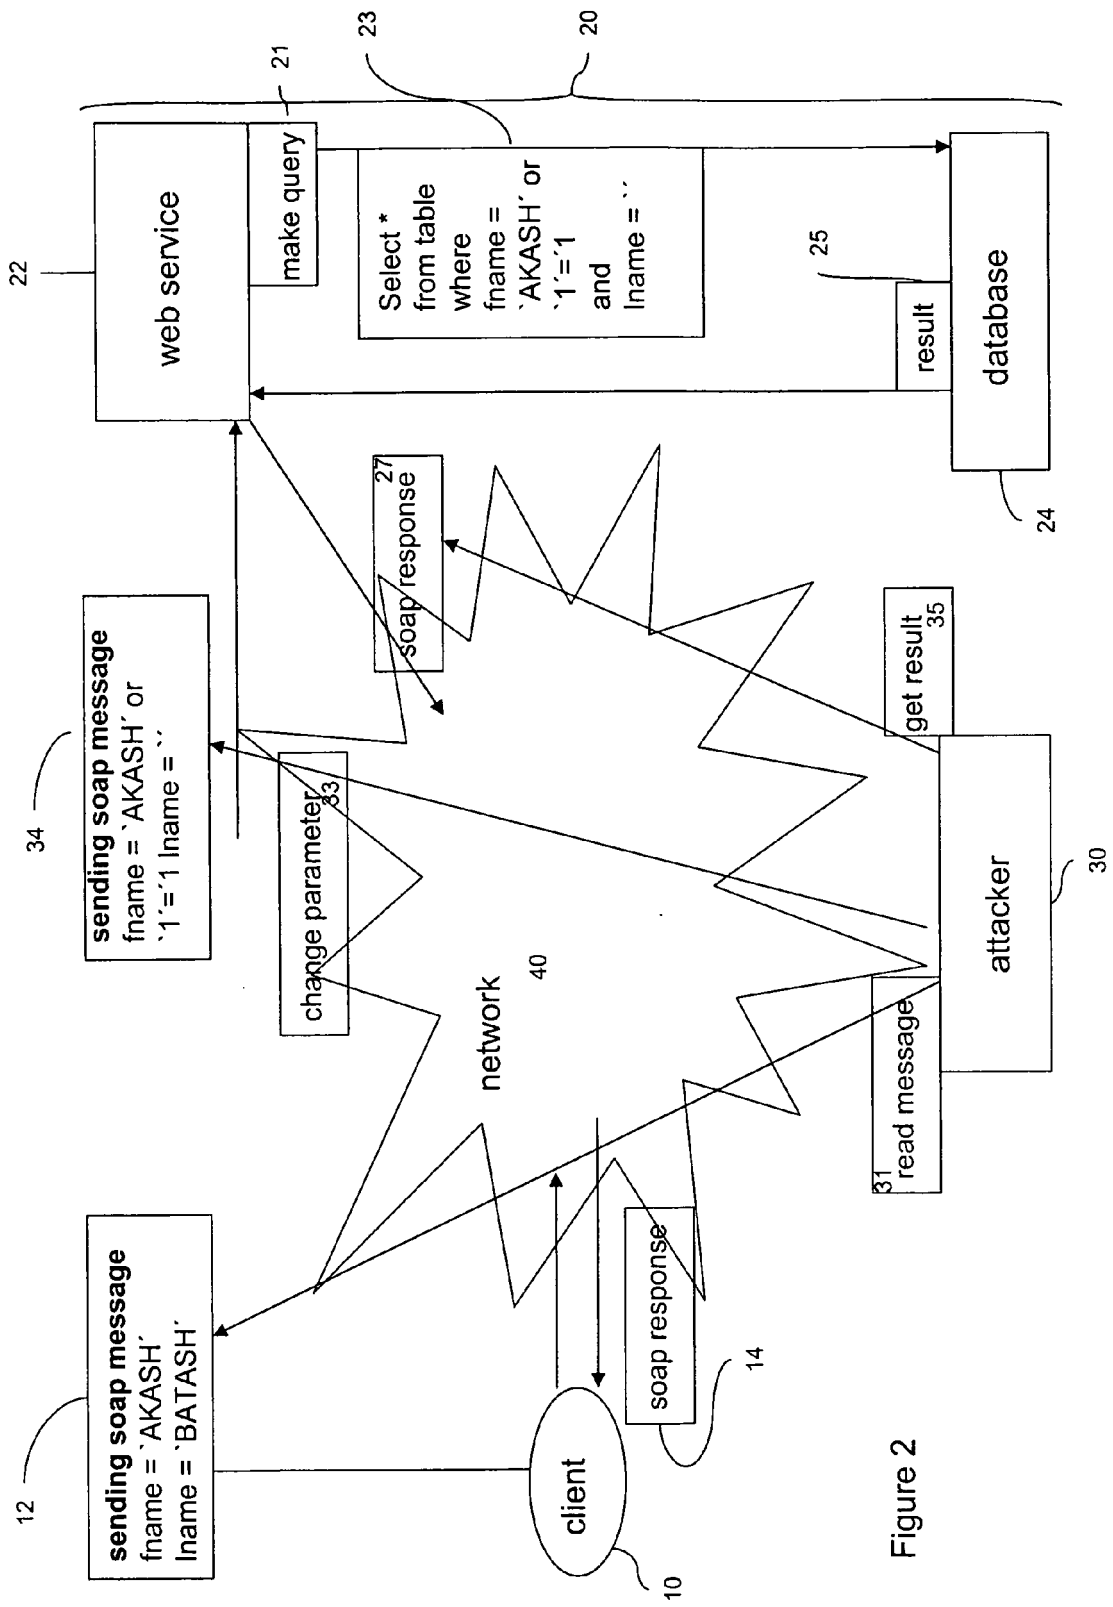 12
sending soap message
fname = `AKASH´
lname = `BATASH´
34
sending soap message
fname = `AKASH´ or
`1´=´1 lname = `´
22
web service
21
make query
change parameter
33
27
soap response
23
Select *
from table
where
fname =
`AKASH´ or
`1´=´1
and
lname = `´
20
network
40
client
10
soap response
14
31
read message
attacker
30
get result
35
result
25
database
24
Figure 2